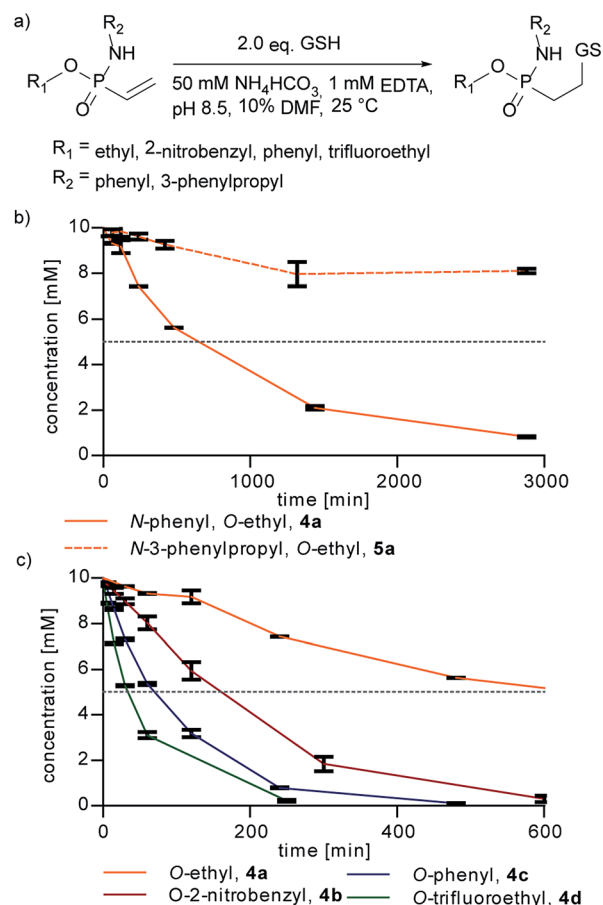 a)
R2
NH
GS
R2
NH
O
P
R1
O
2.0 eq. GSH
50 mM NH4HCO3, 1 mM EDTA,
pH 8.5, 10% DMF, 25 °C
O
P
R1
O
R1 = ethyl, 2-nitrobenzyl, phenyl, trifluoroethyl
R2 = phenyl, 3-phenylpropyl
b)
concentration [mM]
10
8
6
4
2
0
0 1000 2000 3000
time [min]
N-phenyl, O-ethyl, 4a
N-3-phenylpropyl, O-ethyl, 5a
c)
concentration [mM]
10
8
6
4
2
0
0 200 400 600
time [min]
O-ethyl, 4a O-phenyl, 4c
O-2-nitrobenzyl, 4b O-trifluoroethyl, 4d